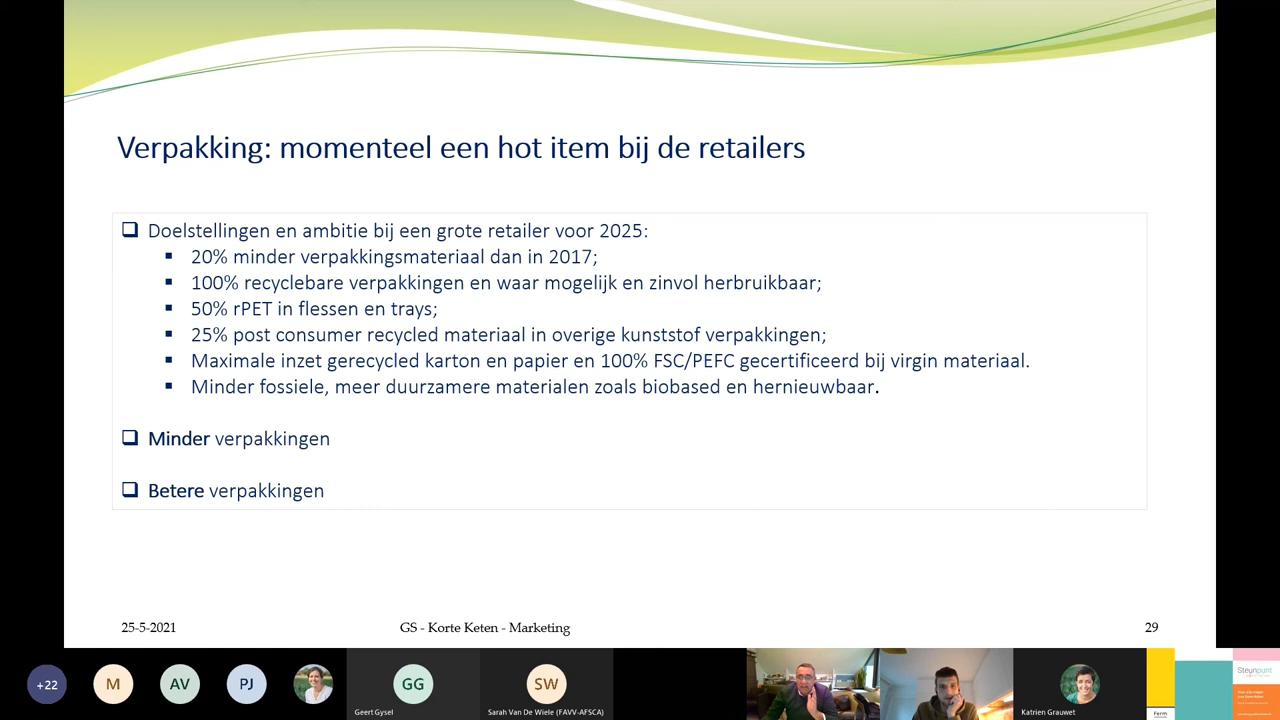 Verpakking: momenteel een hot item bij de retailers
Doelstellingen en ambitie bij een grote retailer voor 2025:
20% minder verpakkingsmateriaal dan in 2017;
100% recyclebare verpakkingen en waar mogelijk en zinvol herbruikbaar;
50% rPET in flessen en trays;
25% post consumer recycled materiaal in overige kunststof verpakkingen;
Maximale inzet gerecycled karton en papier en 100% FSC/PEFC gecertificeerd bij virgin materiaal.
Minder fossiele, meer duurzamere materialen zoals biobased en hernieuwbaar.
Minder verpakkingen
Betere verpakkingen
25-5-2021
GS - Korte Keten - Marketing
29
+22
M
AV
PJ
GG
Geert Gysel
SW
Sarah Van De Wiele (FAVV-AFSCA)
Katrien Grauwet
Ferm
Steunpunt